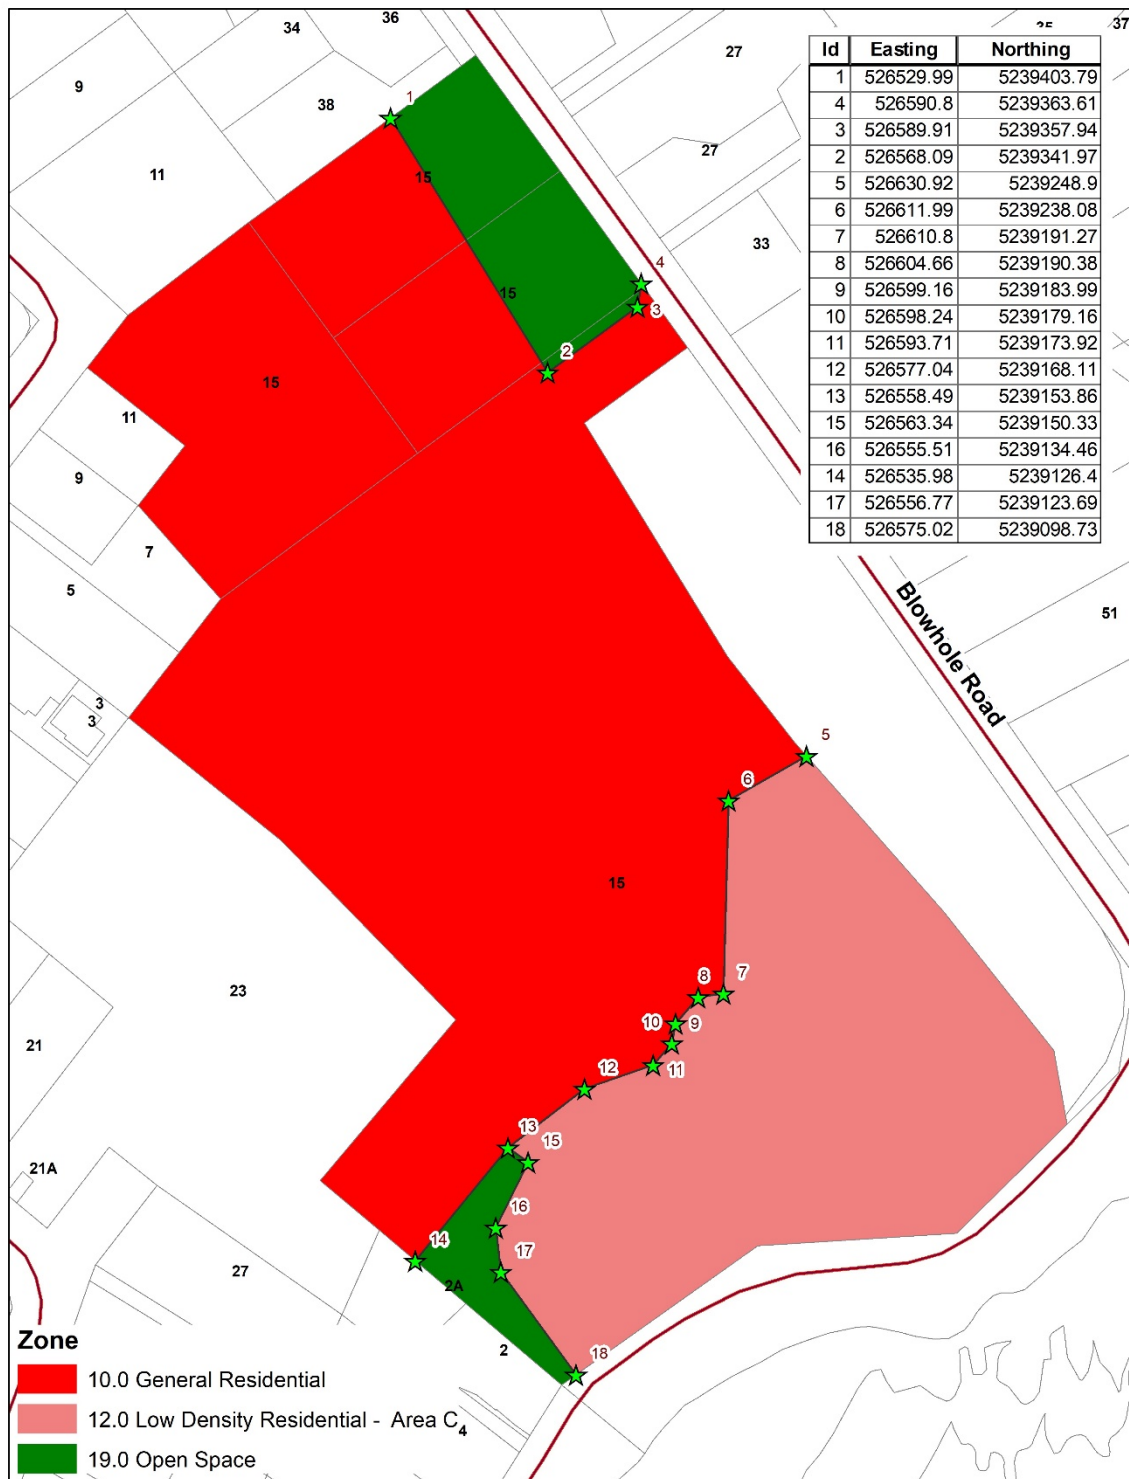 36
34
35
37
27
9
38
1
11
15
27
33
4
15
3
2
15
11
9
7
5
3
3
51
Blowhole Road
5
6
15
23
21
7
8
9
10
11
12
13
15
21A
16
14
17
27
2A
2
18
Id Easting Northing
1 526529.99 5239403.79
4 526590.8 5239363.61
3 526589.91 5239357.94
2 526568.09 5239341.97
5 526630.92 5239248.9
6 526611.99 5239238.08
7 526610.8 5239191.27
8 526604.66 5239190.38
9 526599.16 5239183.99
10 526598.24 5239179.16
11 526593.71 5239173.92
12 526577.04 5239168.11
13 526558.49 5239153.86
15 526563.34 5239150.33
16 526555.51 5239134.46
14 526535.98 5239126.4
17 526556.77 5239123.69
18 526575.02 5239098.73
Zone
10.0 General Residential
12.0 Low Density Residential - Area C4
19.0 Open Space